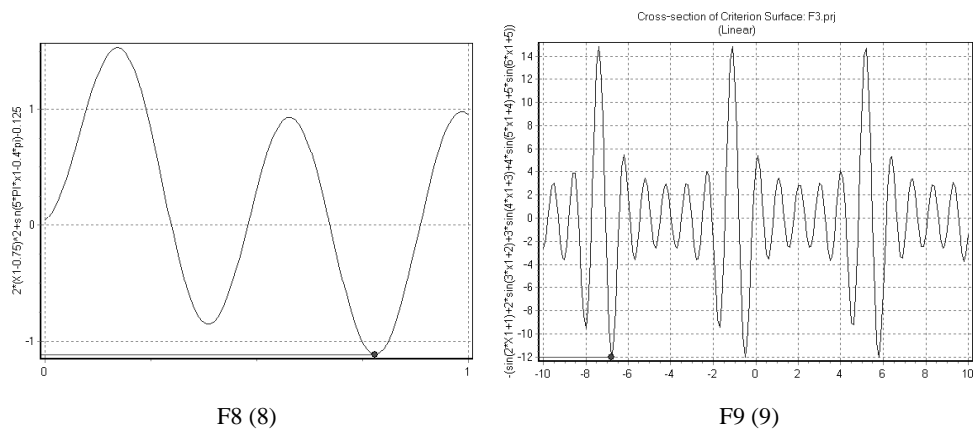 Cross-section of Criterion Surface: F3.prj
(Linear)
2*(X1-0.75)^2+sin(5*PI*x1-0.4*pi)-0.125
1
0
-1
0
1
-(sin(2*X1+1)+2*sin(3*x1+2)+3*sin(4*x1+3)+4*sin(5*x1+4)+5*sin(6*x1+5))
14
12
10
8
6
4
2
0
-2
-4
-6
-8
-10
-12
-10 -8 -6 -4 -2 0 2 4 6 8 10
F8 (8)
F9 (9)